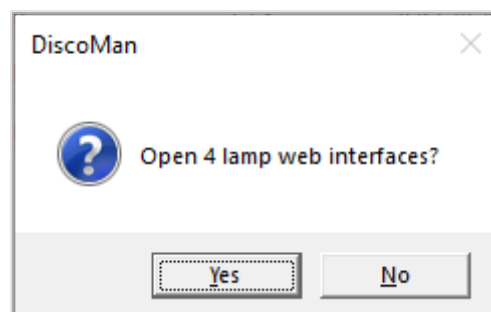 DiscoMan
Open 4 lamp web interfaces?
Yes
No